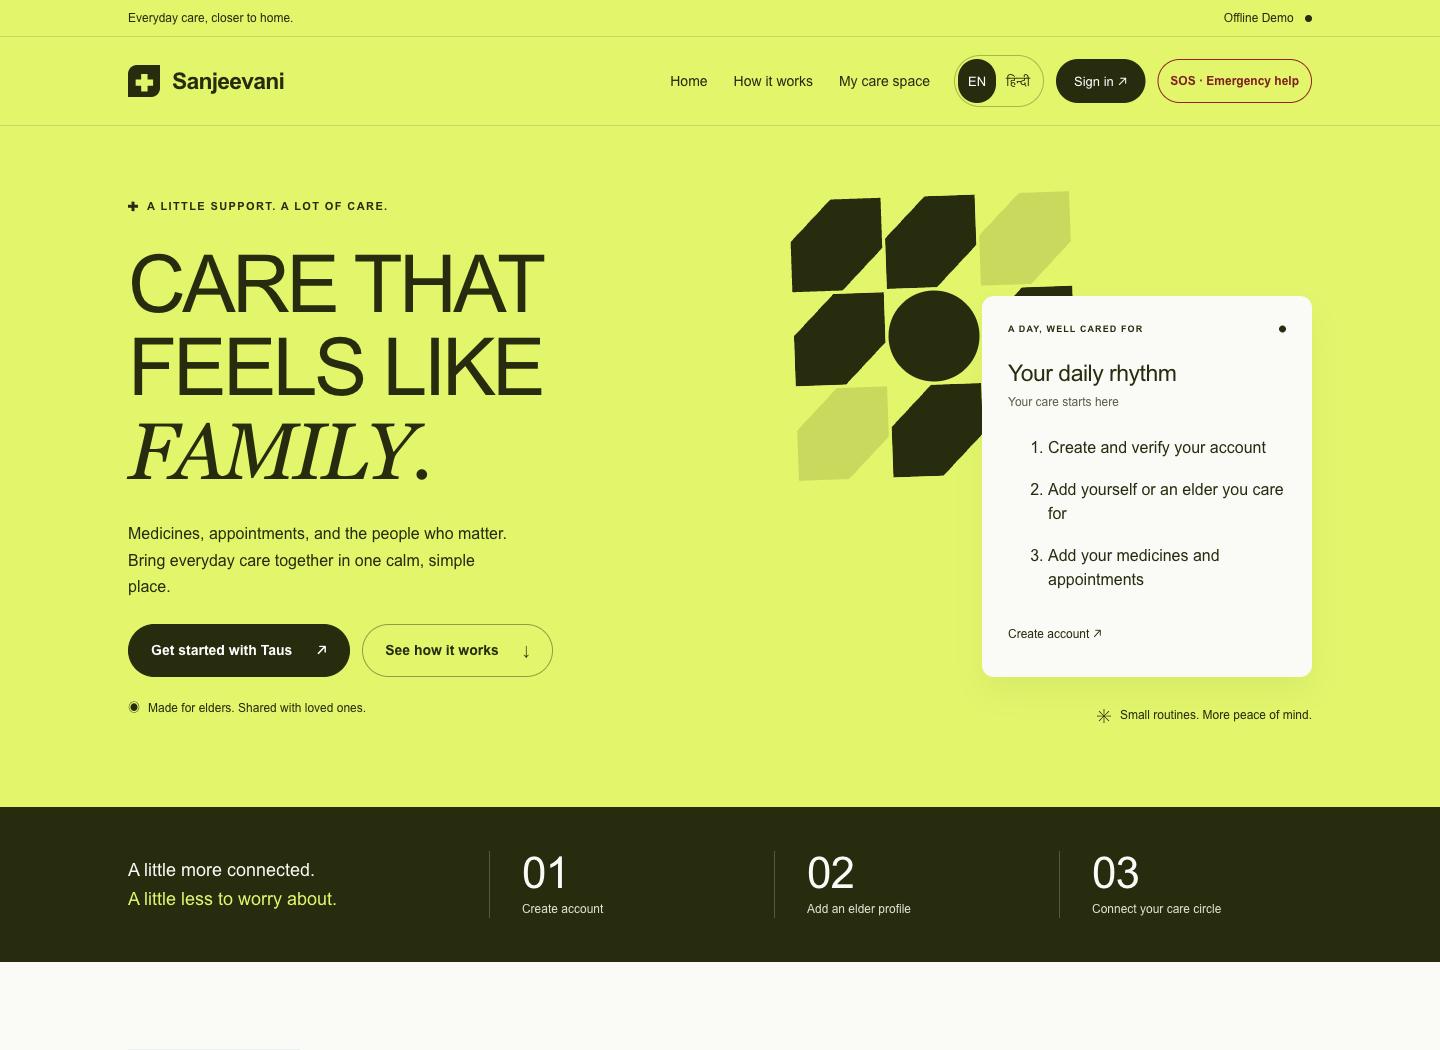 Everyday care, closer to home.
Offline Demo
Sanjeevani
Home
How it works
My care space
EN
हिन्दी
Sign in ↗
SOS · Emergency help
A LITTLE SUPPORT. A LOT OF CARE.
CARE THAT
FEELS LIKE
FAMILY.
Medicines, appointments, and the people who matter.
Bring everyday care together in one calm, simple
place.
Get started with Taus ↗
See how it works ↓
Made for elders. Shared with loved ones.
A DAY, WELL CARED FOR
Your daily rhythm
Your care starts here
1. Create and verify your account
2. Add yourself or an elder you care
for
3. Add your medicines and
appointments
Create account ↗
Small routines. More peace of mind.
A little more connected.
A little less to worry about.
01
Create account
02
Add an elder profile
03
Connect your care circle